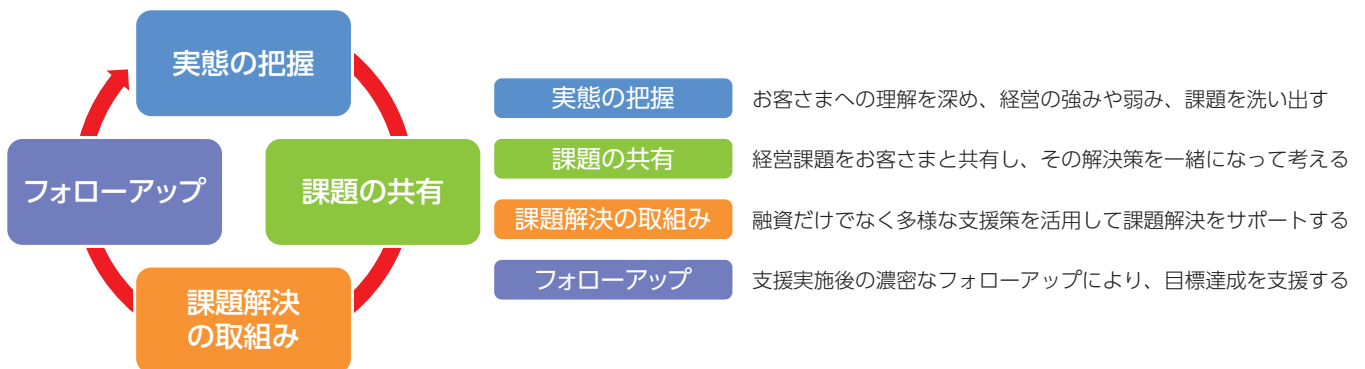 実態の把握
フォローアップ
課題の共有
課題解決
の取組み
実態の把握 お客さまへの理解を深め、経営の強みや弱み、課題を洗い出す
課題の共有 経営課題をお客さまと共有し、その解決策を一緒になって考える
課題解決の取組み 融資だけでなく多様な支援策を活用して課題解決をサポートする
フォローアップ 支援実施後の濃密なフォローアップにより、目標達成を支援する